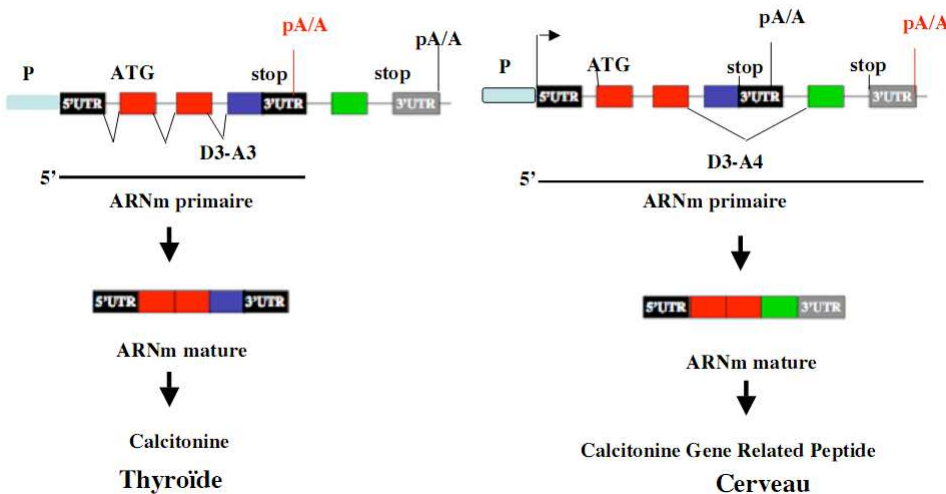 pA/A
pA/A
P
ATG
stop
stop
5'UTR
3'UTR
3'UTR
D3-A3
5'
ARNm primaire
5'UTR
3'UTR
ARNm mature
Calcitonine
Thyroïde
pA/A
pA/A
P
ATG
stop
stop
5'UTR
3'UTR
3'UTR
D3-A4
5'
ARNm primaire
5'UTR
3'UTR
ARNm mature
Calcitonine Gene Related Peptide
Cerveau